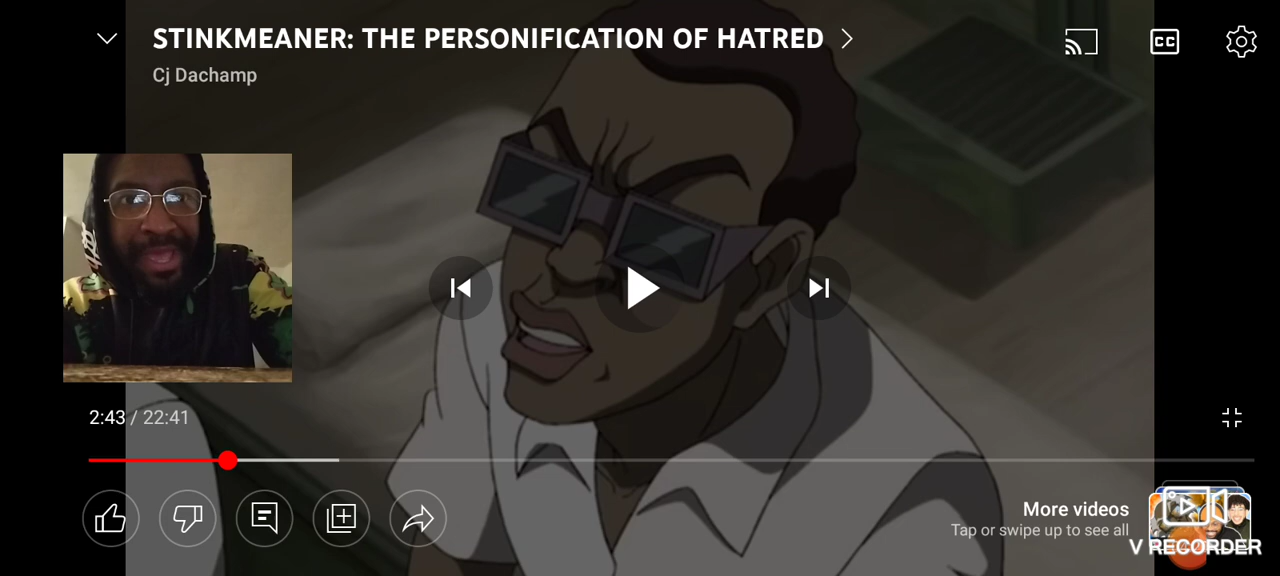 STINKMEANER: THE PERSONIFICATION OF HATRED
Cj Dachamp
CC
2:43 / 22:41
More videos
Tap or swipe up to see all
V RECORDER